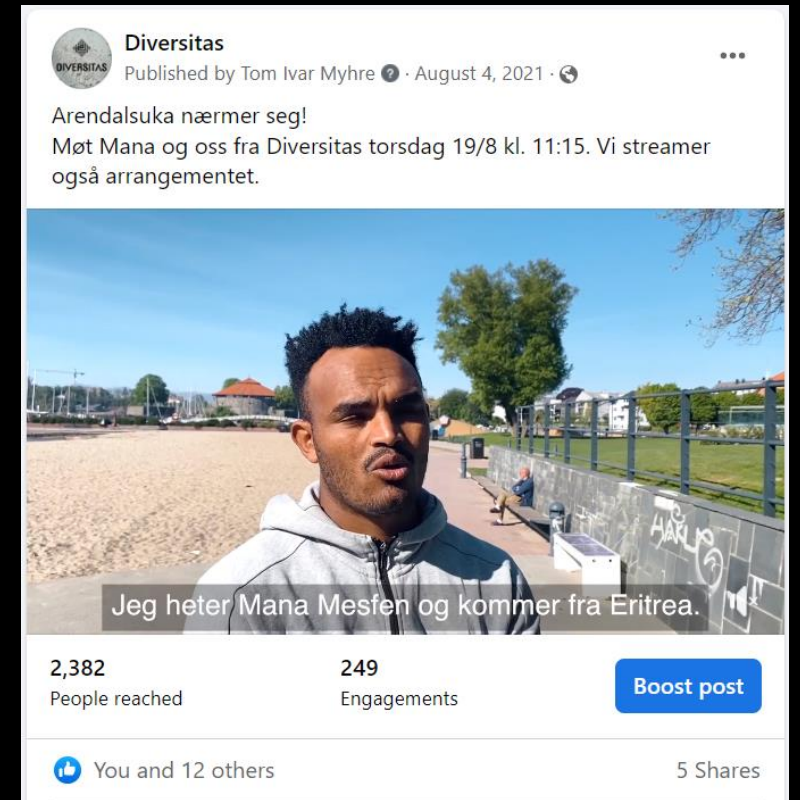 Diversitas
DIVERSITAS
Published by Tom Ivar Myhre · August 4, 2021 ·
Arendalsuka nærmer seg!
Møt Mana og oss fra Diversitas torsdag 19/8 kl. 11:15. Vi streamer
også arrangementet.
Jeg heter Mana Mesfen og kommer fra Eritrea.
2,382
People reached
249
Engagements
Boost post
You and 12 others
5 Shares